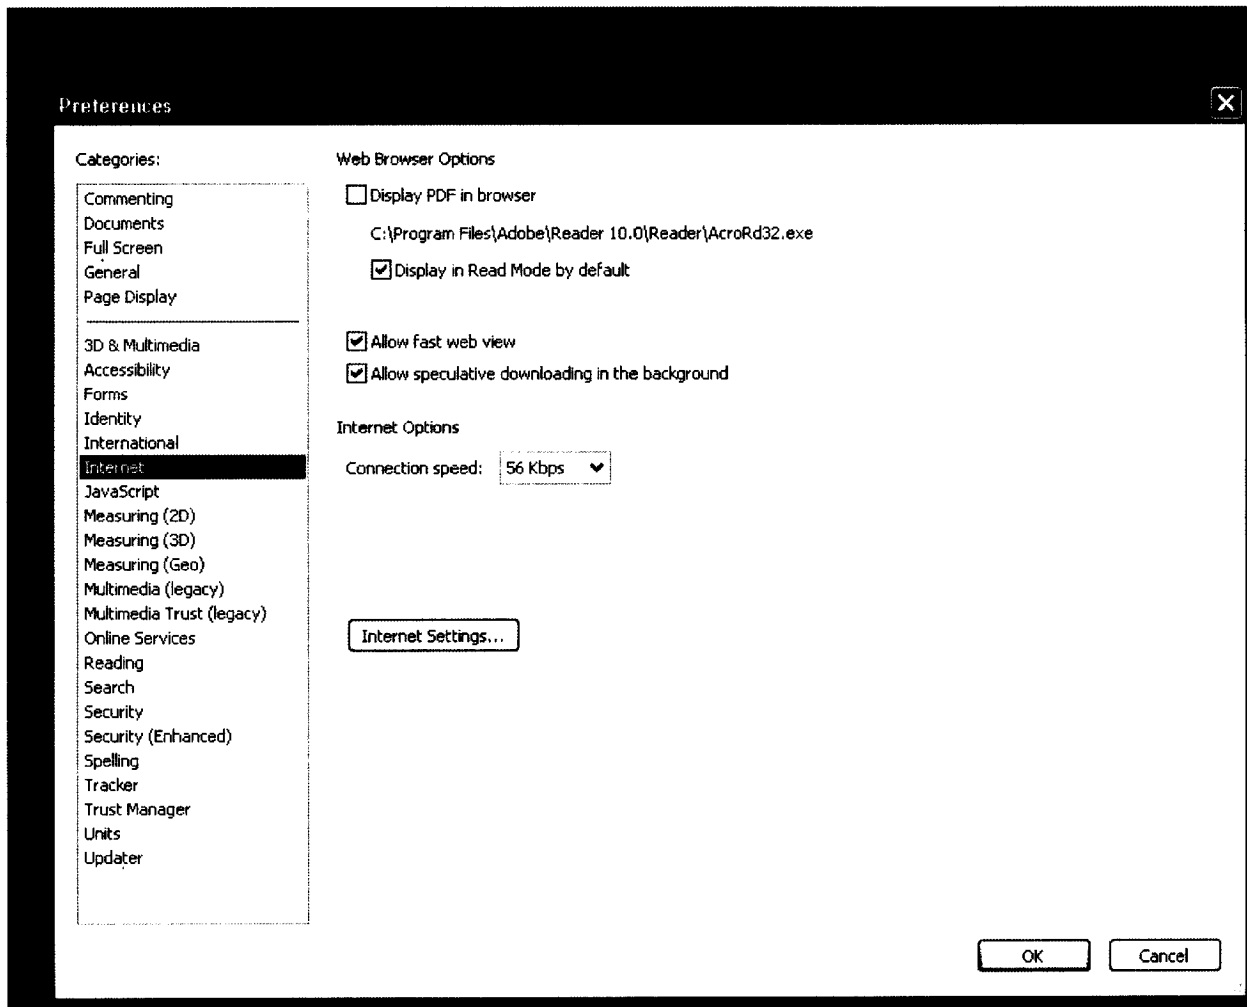 Preferences
Categories:
Commenting
Documents
Full Screen
General
Page Display
3D & Multimedia
Accessibility
Forms
Identity
International
Internet
JavaScript
Measuring (2D)
Measuring (3D)
Measuring (Geo)
Multimedia (legacy)
Multimedia Trust (legacy)
Online Services
Reading
Search
Security
Security (Enhanced)
Spelling
Tracker
Trust Manager
Units
Updater
Web Browser Options
Display PDF in browser
C:\Program Files\Adobe\Reader 10.0\Reader\AcroRd32.exe
Display in Read Mode by default
Allow fast web view
Allow speculative downloading in the background
Internet Options
Connection speed: 56 Kbps
Internet Settings...
OK Cancel